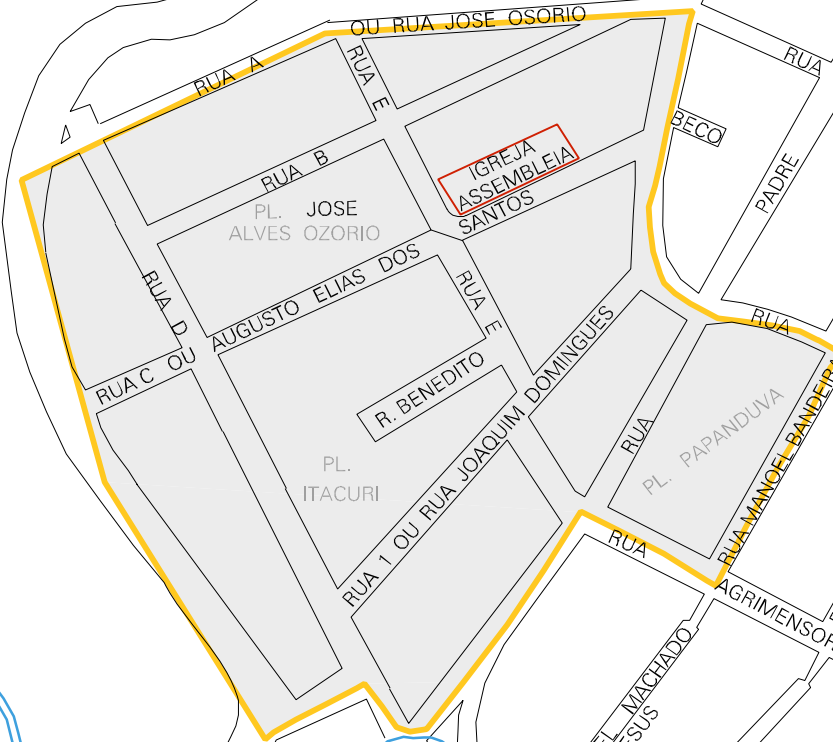 OU RUA JOSE OSORIO
RUA A
RUA E
RUA
BECO
IGREJA
ASSEMBLEIA
RUA B
PADRE
PL. JOSE
ALVES OZORIO
SANTOS
RUA D
RUA C OU AUGUSTO ELIAS DOS
RUA E
RUA
R. BENEDITO
RUA 1 OU RUA JOAQUIM DOMINGUES
RUA
PL. PAPANDUVA
RUA MANOEL BANDEIRA
PL.
ITACURI
RUA
AGRIMENSOR
MACHADO